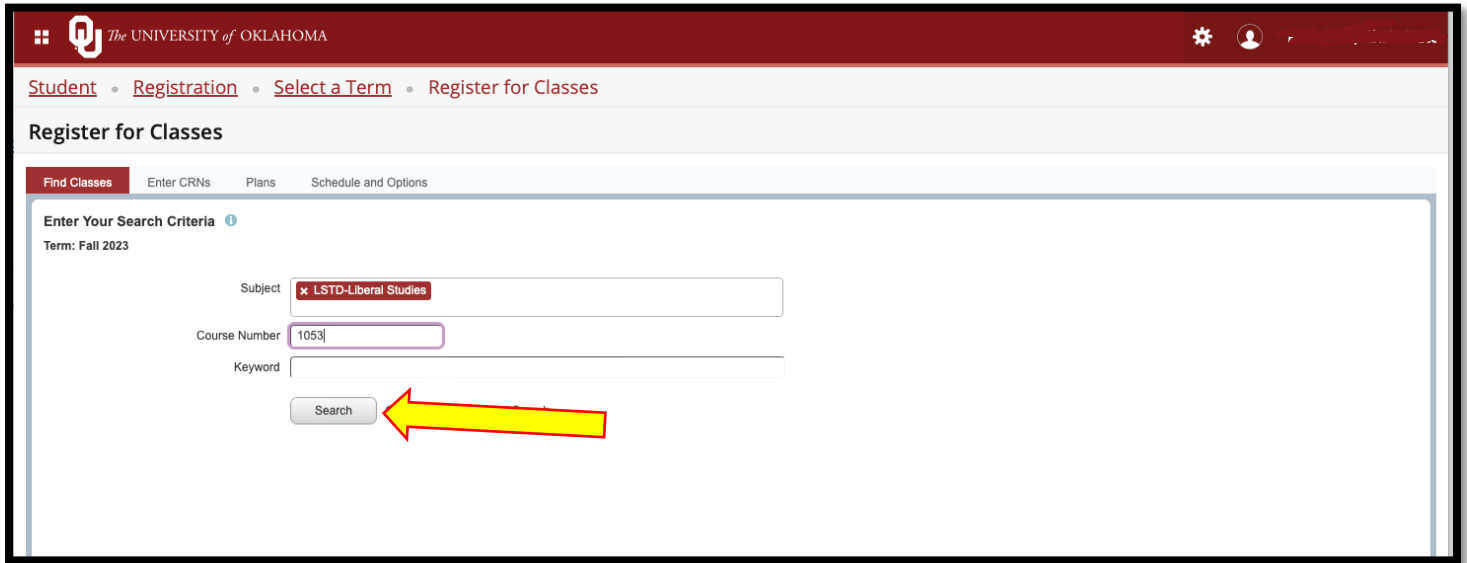 OU The UNIVERSITY of OKLAHOMA
Student • Registration • Select a Term • Register for Classes
Register for Classes
Find Classes Enter CRNs Plans Schedule and Options
Enter Your Search Criteria
Term: Fall 2023
Subject × LSTD-Liberal Studies
Course Number 1053
Keyword
Search